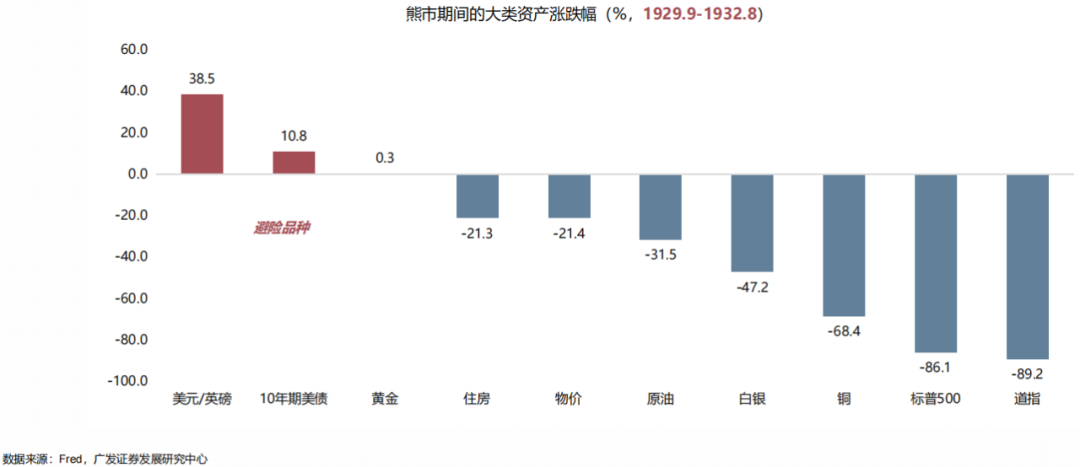 熊市期间的大类资产涨跌幅（%，1929.9-1932.8）
60.0
40.0
20.0
0.0
-20.0
-40.0
-60.0
-80.0
-100.0
38.5
10.8
0.3
-21.3
-21.4
-31.5
-47.2
-68.4
-86.1
-89.2
避险品种
美元/英磅
10年期美债
黄金
住房
物价
原油
白银
铜
标普500
道指
数据来源：Fred，广发证券发展研究中心